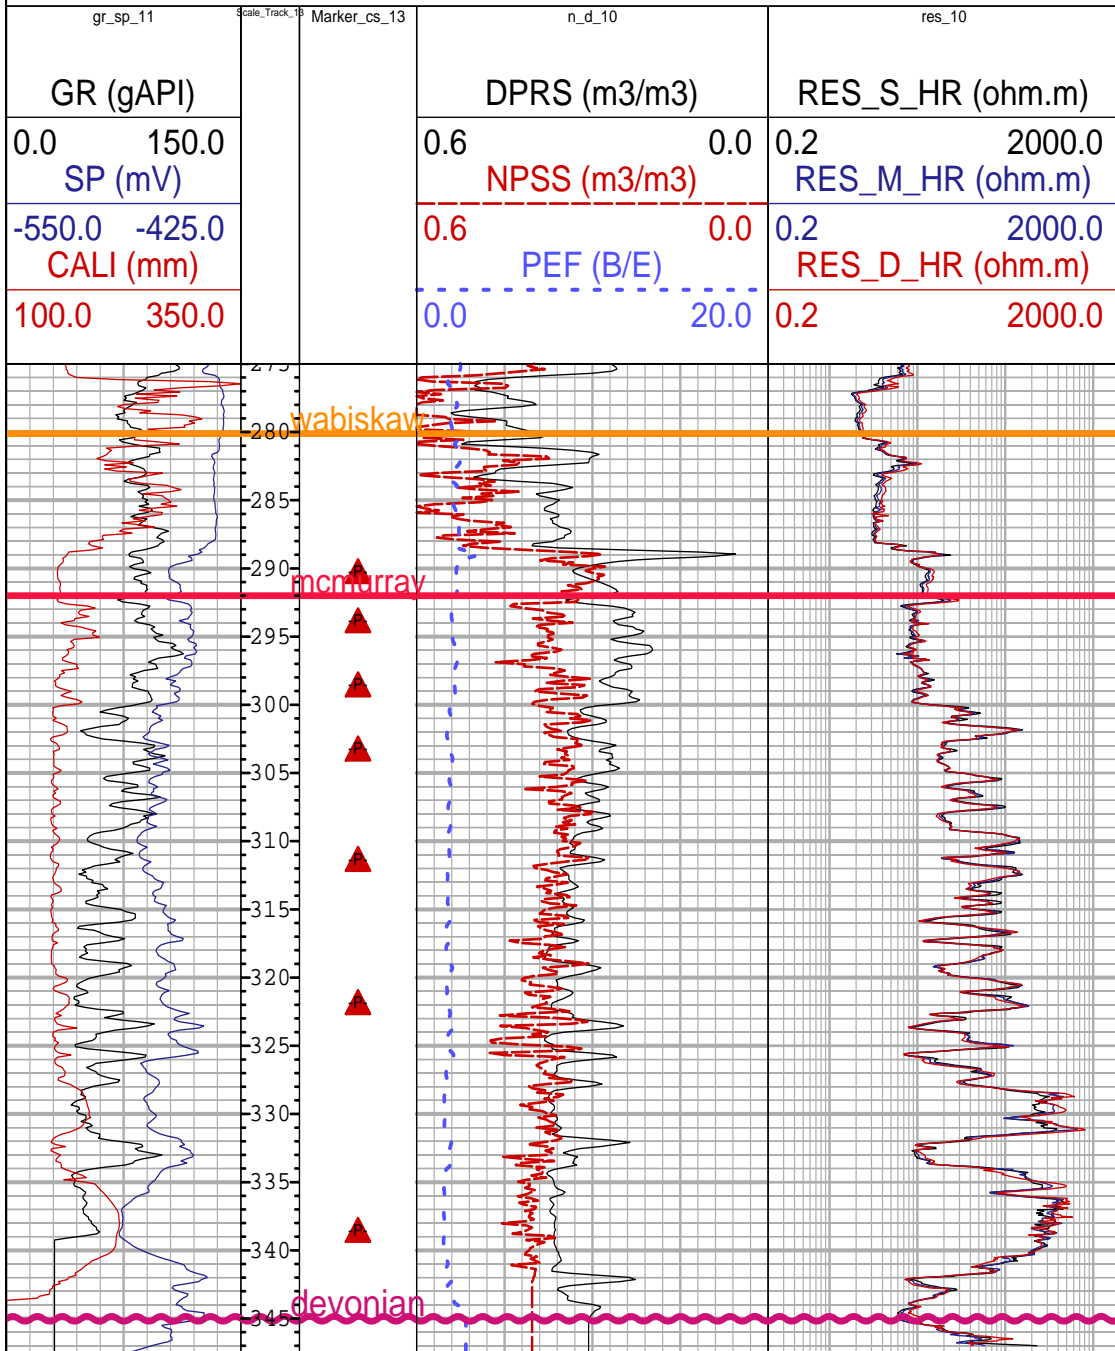 gr_sp_11 Scale_Track_13 Marker_cs_13 n_d_10 res_10
GR (gAPI) DPRS (m3/m3) RES_S_HR (ohm.m)
0.0 150.0 0.6 0.0 0.2 2000.0
SP (mV) NPSS (m3/m3) RES_M_HR (ohm.m)
-550.0 -425.0 0.6 0.0 0.2 2000.0
CALI (mm) PEF (B/E) RES_D_HR (ohm.m)
100.0 350.0 0.0 20.0 0.2 2000.0
275
wabiskaw
280
285
290 -P-
mcmurray
-P-
295
-P-
300
-P-
305
310
-P-
315
320
-P-
325
330
335
-P-
340
devonian
345